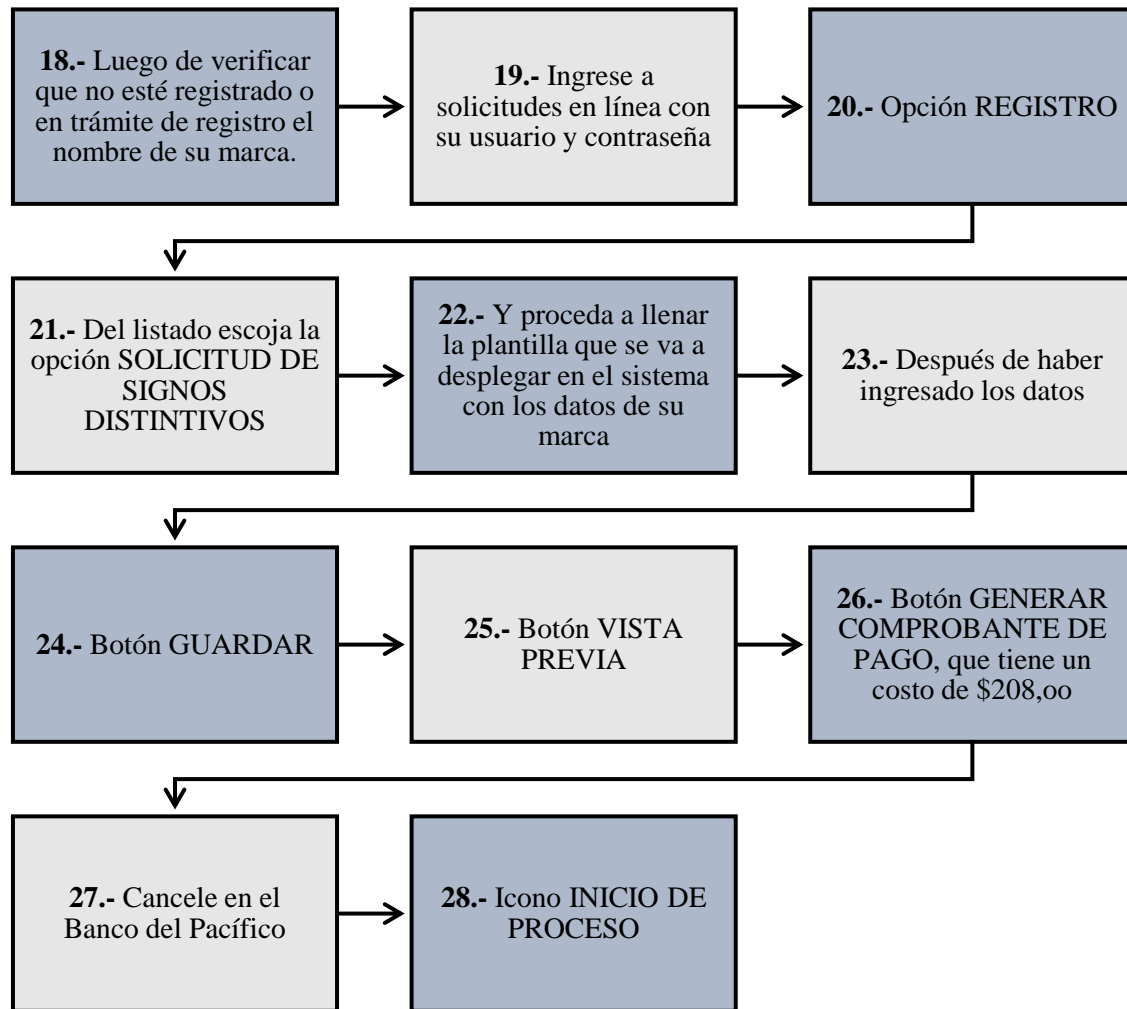 18.- Luego de verificar
que no esté registrado o
en trámite de registro el
nombre de su marca.
19.- Ingrese a
solicitudes en línea con
su usuario y contraseña
20.- Opción REGISTRO
21.- Del listado escoja la
opción SOLICITUD DE
SIGNOS
DISTINTIVOS
22.- Y proceda a llenar
la plantilla que se va a
desplegar en el sistema
con los datos de su
marca
23.- Después de haber
ingresado los datos
24.- Botón GUARDAR
25.- Botón VISTA
PREVIA
26.- Botón GENERAR
COMPROBANTE DE
PAGO, que tiene un
costo de $208,oo
27.- Cancele en el
Banco del Pacífico
28.- Icono INICIO DE
PROCESO